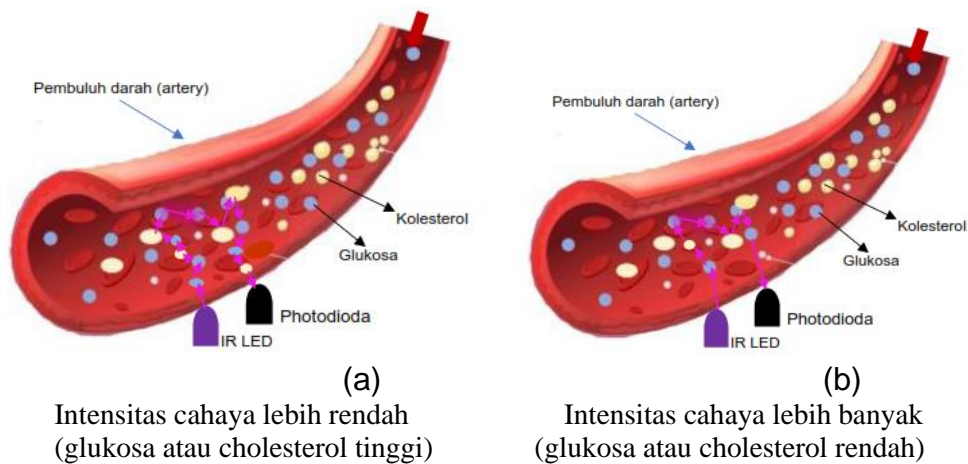 Pembuluh darah (artery)
Kolesterol
Glukosa
Photodioda
IR LED
(a)
Intensitas cahaya lebih rendah
(glukosa atau cholesterol tinggi)
Pembuluh darah (artery)
Kolesterol
Glukosa
Photodioda
IR LED
(b)
Intensitas cahaya lebih banyak
(glukosa atau cholesterol rendah)